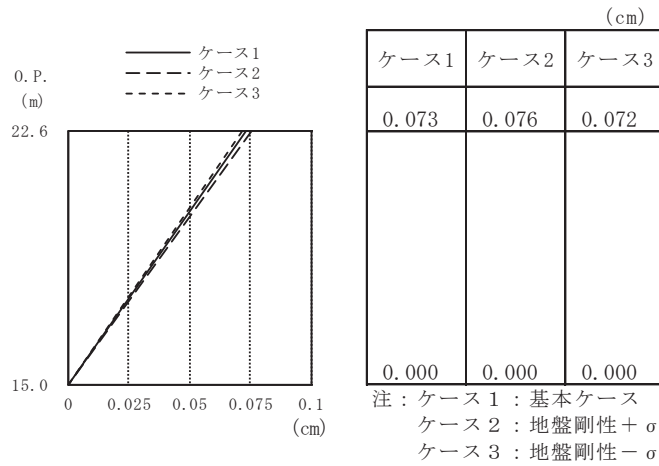 ケース1
ケース2
ケース3
O.P.
(m)
22.6
15.0
0 0.025 0.05 0.075 0.1
(cm)
(cm)
ケース1 ケース2 ケース3
0.073 0.076 0.072
0.000 0.000 0.000
注：ケース1：基本ケース
ケース2：地盤剛性＋σ
ケース3：地盤剛性－σ